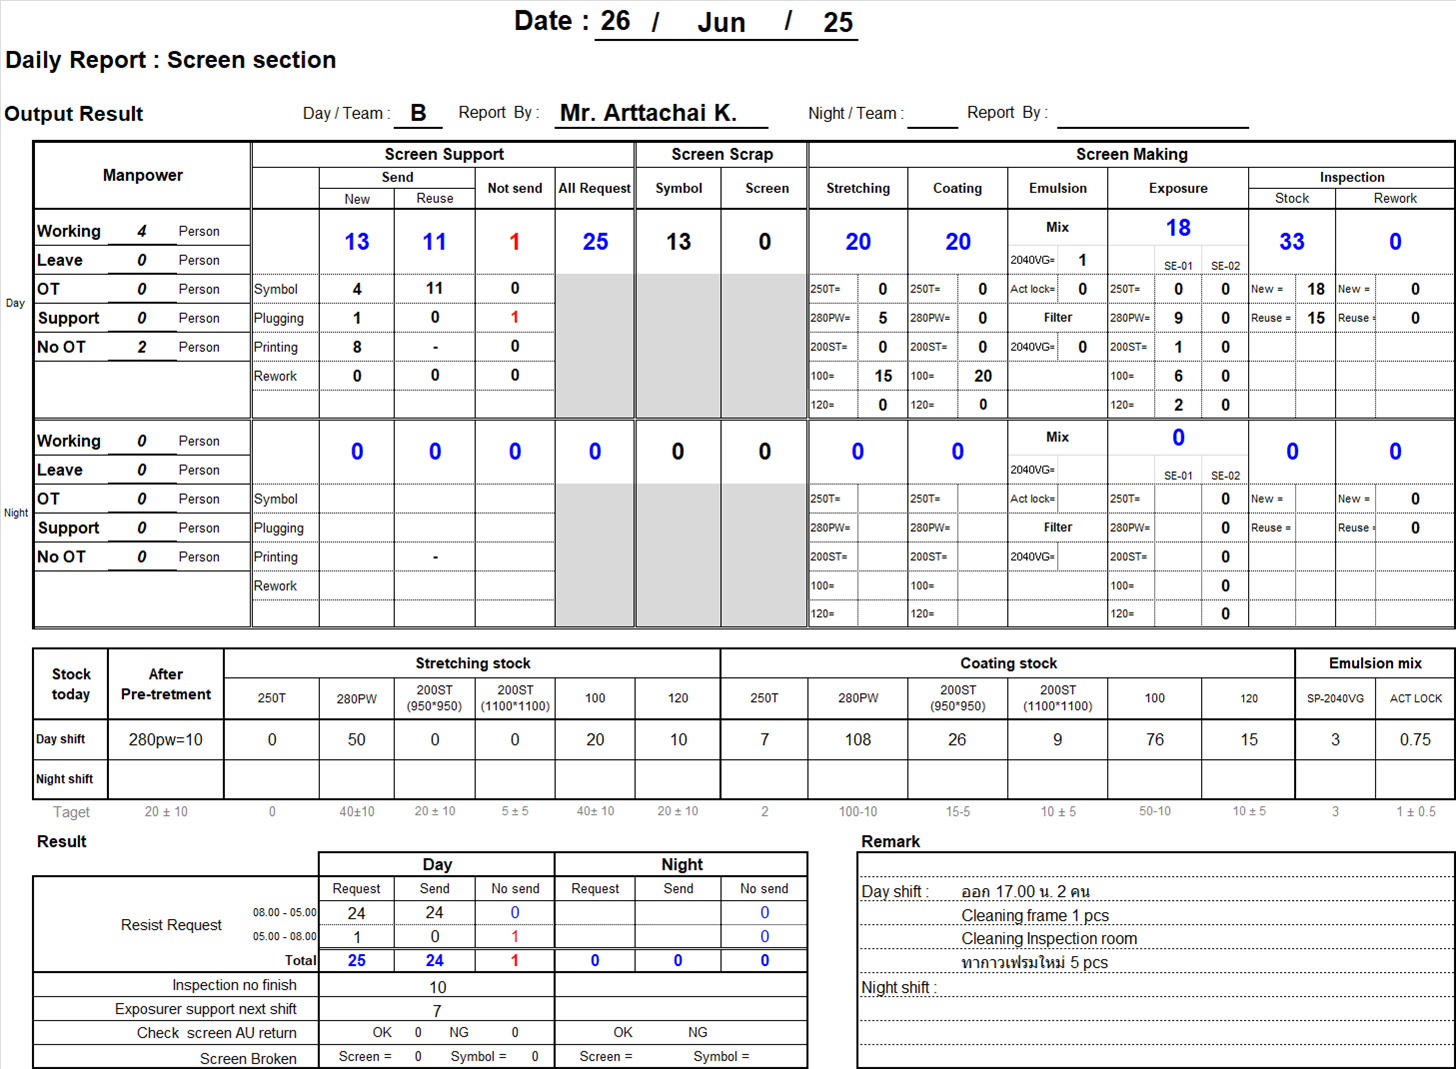 Date : 26 / Jun / 25
Daily Report : Screen section
Output Result Day / Team : B Report By : Mr. Arttachai K. Night / Team : Report By :
Manpower Screen Support Screen Scrap Screen Making
Send Not send All Request Symbol Screen Stretching Coating Emulsion Exposure Inspection
New Reuse Stock Rework
Day
Working 4 Person 13 11 1 25 13 0 20 20 Mix 18 33 0
Leave 0 Person 2040VG= 1 SE-01 SE-02
OT 0 Person Symbol 4 11 0 250T= 0 250T= 0 Act lock= 0 250T= 0 0 New = 18 New = 0
Support 0 Person Plugging 1 0 1 280PW= 5 280PW= 0 Filter 280PW= 9 0 Reuse = 15 Reuse = 0
No OT 2 Person Printing 8 - 0 200ST= 0 200ST= 0 2040VG= 0 200ST= 1 0
Rework 0 0 0 100= 15 100= 20 100= 6 0
120= 0 120= 0 120= 2 0
Night
Working 0 Person 0 0 0 0 0 0 0 0 Mix 0 0 0
Leave 0 Person 2040VG= SE-01 SE-02
OT 0 Person Symbol 250T= 250T= Act lock= 250T= 0 New = New = 0
Support 0 Person Plugging 280PW= 280PW= Filter 280PW= 0 Reuse = Reuse = 0
No OT 0 Person Printing - 200ST= 200ST= 2040VG= 200ST= 0
Rework 100= 100= 100= 0
120= 120= 120= 0
Stock today After Pre-tretment Stretching stock Coating stock Emulsion mix
250T 280PW 200ST (950*950) 200ST (1100*1100) 100 120 250T 280PW 200ST (950*950) 200ST (1100*1100) 100 120 SP-2040VG ACT LOCK
Day shift 280pw=10 0 50 0 0 20 10 7 108 26 9 76 15 3 0.75
Night shift
Taget 20 ± 10 0 40±10 20 ± 10 5 ± 5 40± 10 20 ± 10 2 100-10 15-5 10 ± 5 50-10 10 ± 5 3 1 ± 0.5
Result
Day Night
Request Send No send Request Send No send
Resist Request
08.00 - 05.00 24 24 0 0
05.00 - 08.00 1 0 1 0
Total 25 24 1 0 0 0
Inspection no finish 10
Exposurer support next shift 7
Check screen AU return OK 0 NG 0 OK NG
Screen Broken Screen = 0 Symbol = 0 Screen = Symbol =
Remark
Day shift : ออก 17.00 น. 2 คน
Cleaning frame 1 pcs
Cleaning Inspection room
ทากาวเฟรมใหม่ 5 pcs
Night shift :